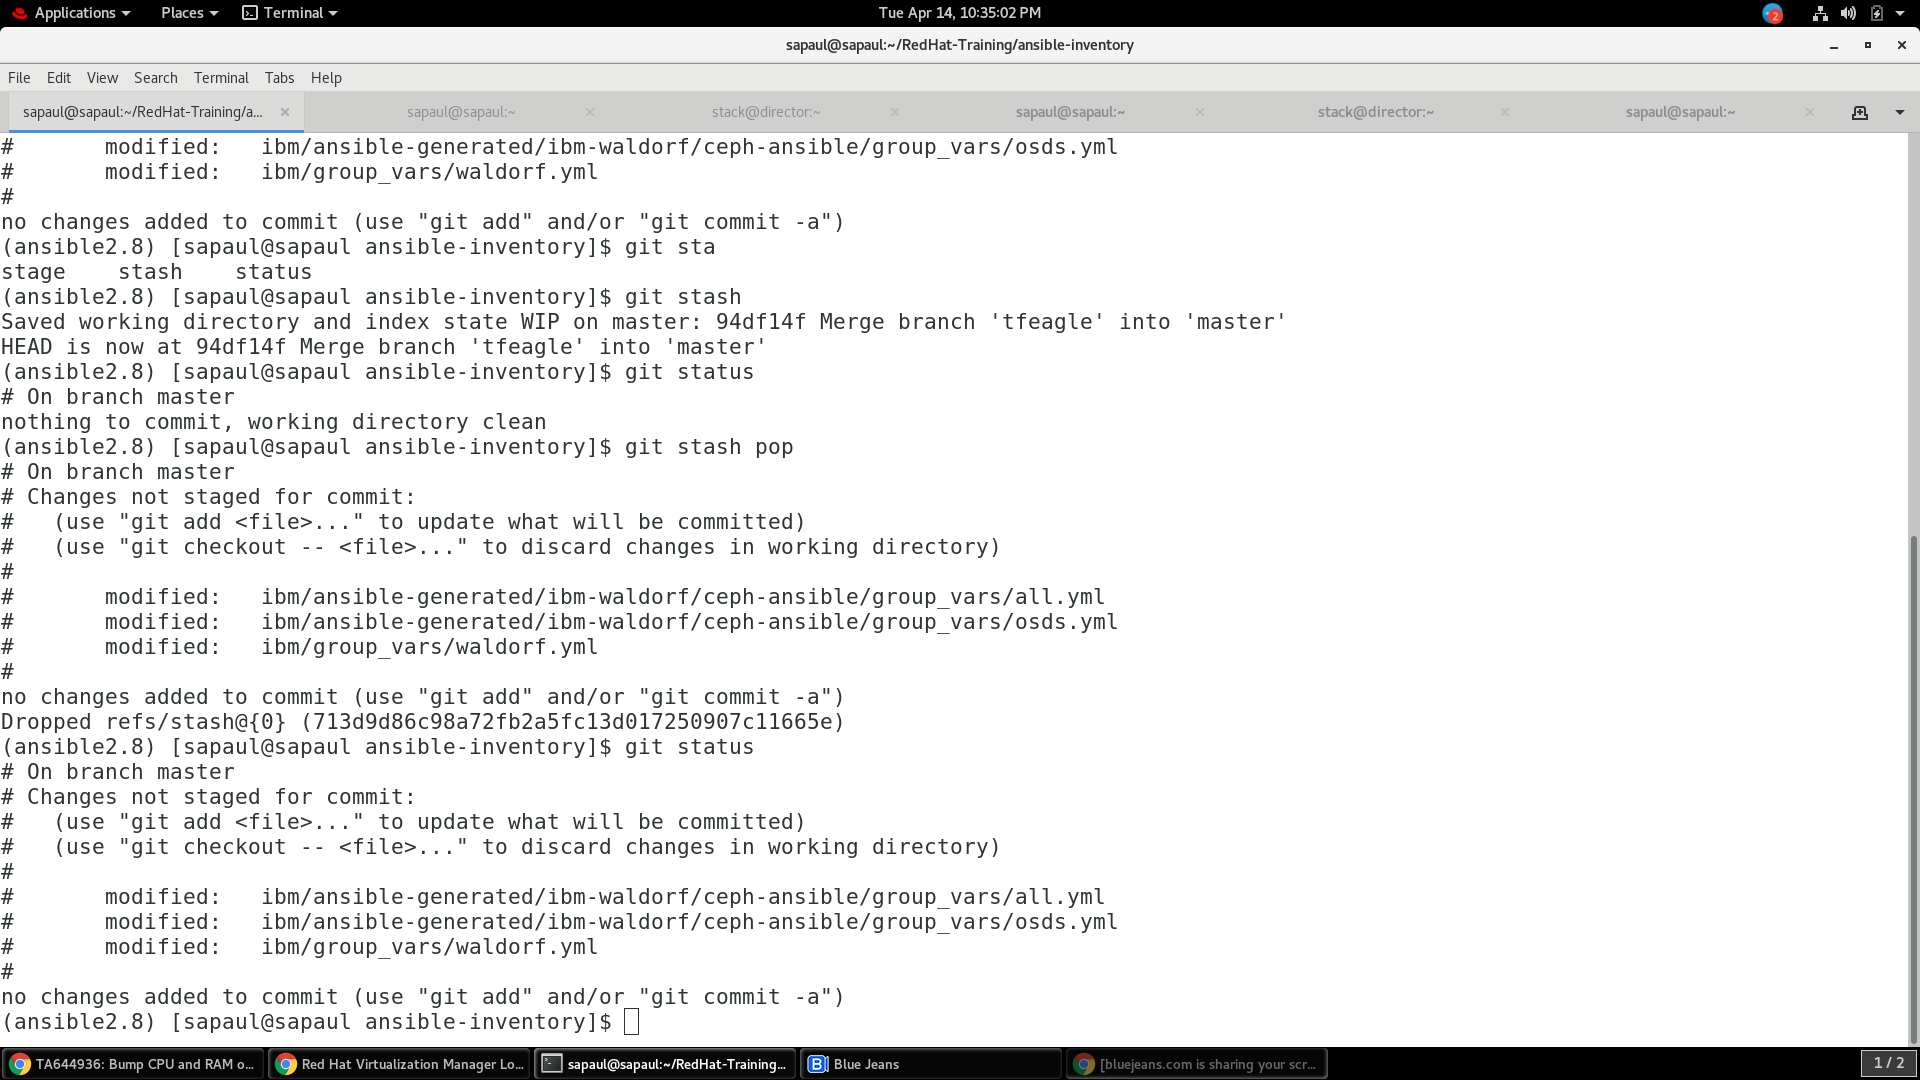 Applications Places Terminal Tue Apr 14, 10:35:02 PM 2
sapaul@sapaul:~/RedHat-Training/ansible-inventory
File Edit View Search Terminal Tabs Help
sapaul@sapaul:~/RedHat-Training/a... sapaul@sapaul:~ stack@director:~ sapaul@sapaul:~ stack@director:~ sapaul@sapaul:~
#       modified:   ibm/ansible-generated/ibm-waldorf/ceph-ansible/group_vars/osds.yml
#       modified:   ibm/group_vars/waldorf.yml
#
no changes added to commit (use "git add" and/or "git commit -a")
(ansible2.8) [sapaul@sapaul ansible-inventory]$ git sta
stage    stash    status
(ansible2.8) [sapaul@sapaul ansible-inventory]$ git stash
Saved working directory and index state WIP on master: 94df14f Merge branch 'tfeagle' into 'master'
HEAD is now at 94df14f Merge branch 'tfeagle' into 'master'
(ansible2.8) [sapaul@sapaul ansible-inventory]$ git status
# On branch master
nothing to commit, working directory clean
(ansible2.8) [sapaul@sapaul ansible-inventory]$ git stash pop
# On branch master
# Changes not staged for commit:
#   (use "git add <file>..." to update what will be committed)
#   (use "git checkout -- <file>..." to discard changes in working directory)
#
#       modified:   ibm/ansible-generated/ibm-waldorf/ceph-ansible/group_vars/all.yml
#       modified:   ibm/ansible-generated/ibm-waldorf/ceph-ansible/group_vars/osds.yml
#       modified:   ibm/group_vars/waldorf.yml
#
no changes added to commit (use "git add" and/or "git commit -a")
Dropped refs/stash@{0} (713d9d86c98a72fb2a5fc13d017250907c11665e)
(ansible2.8) [sapaul@sapaul ansible-inventory]$ git status
# On branch master
# Changes not staged for commit:
#   (use "git add <file>..." to update what will be committed)
#   (use "git checkout -- <file>..." to discard changes in working directory)
#
#       modified:   ibm/ansible-generated/ibm-waldorf/ceph-ansible/group_vars/all.yml
#       modified:   ibm/ansible-generated/ibm-waldorf/ceph-ansible/group_vars/osds.yml
#       modified:   ibm/group_vars/waldorf.yml
#
no changes added to commit (use "git add" and/or "git commit -a")
(ansible2.8) [sapaul@sapaul ansible-inventory]$
TA644936: Bump CPU and RAM o... Red Hat Virtualization Manager Lo... sapaul@sapaul:~/RedHat-Training... Blue Jeans [bluejeans.com is sharing your scr... 1 / 2